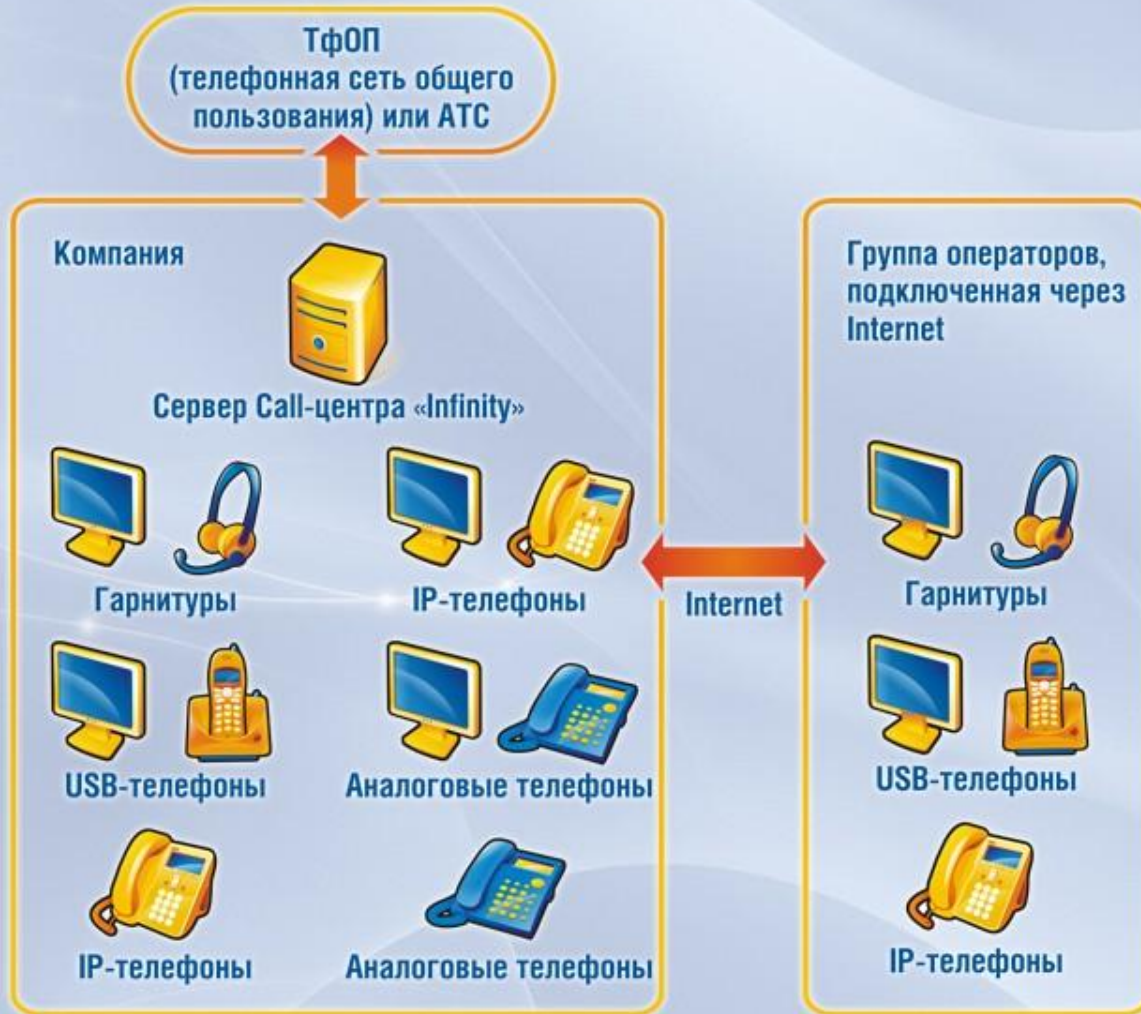 ТфОП
(телефонная сеть общего
пользования) или АТС
Компания
Сервер Call-центра «Infinity»
Гарнитуры
IP-телефоны
USB-телефоны
Аналоговые телефоны
IP-телефоны
Аналоговые телефоны
Internet
Группа операторов,
подключенная через
Internet
Гарнитуры
USB-телефоны
IP-телефоны